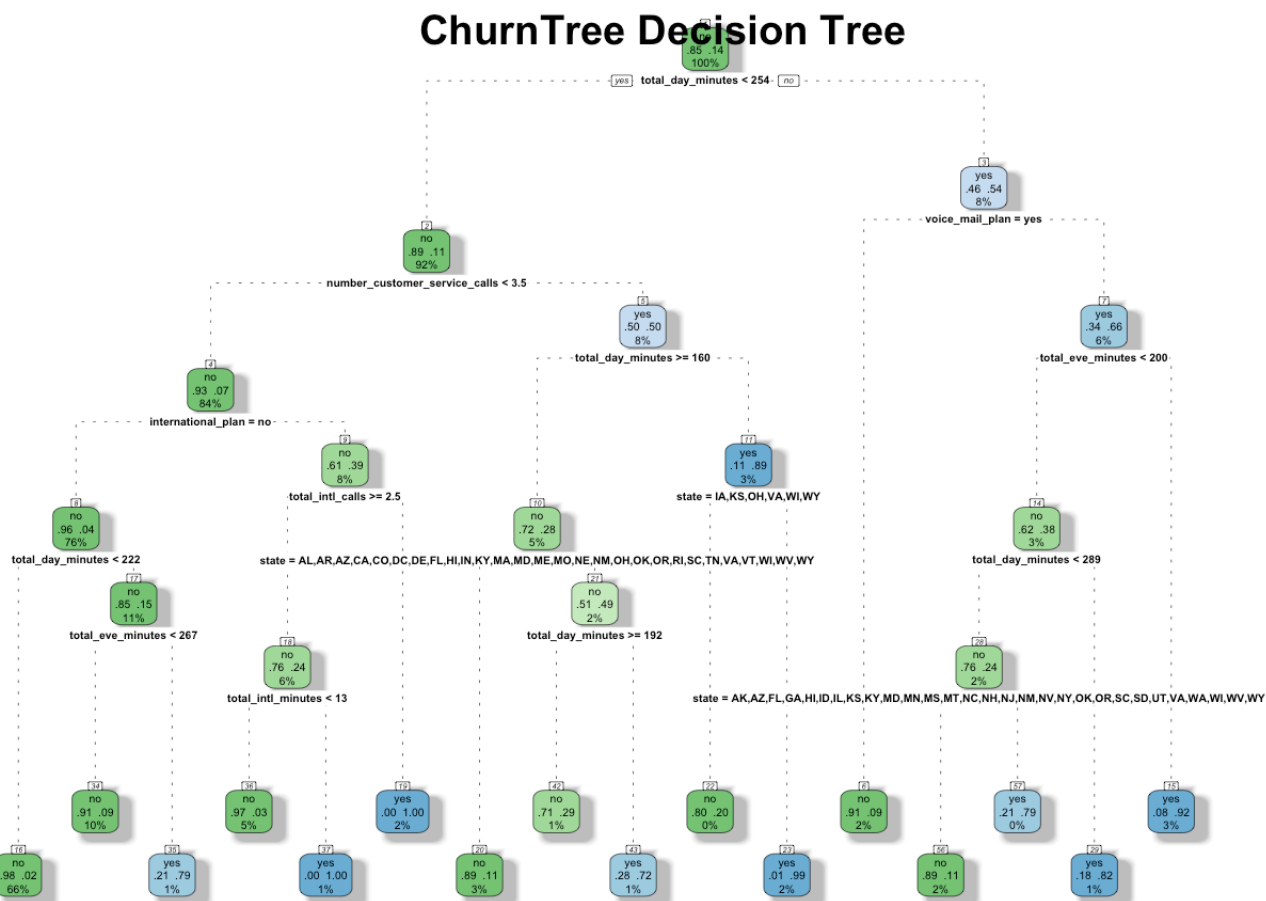 ChurnTree Decision Tree
.85 .14
100%
yes total_day_minutes < 254 no
3
yes
.46 .54
8%
voice_mail_plan = yes
2
no
.89 .11
92%
number_customer_service_calls < 3.5
5
yes
.50 .50
8%
total_day_minutes >= 160
7
yes
.34 .66
6%
total_eve_minutes < 200
4
no
.93 .07
84%
international_plan = no
9
no
.61 .39
8%
total_intl_calls >= 2.5
11
yes
.11 .89
3%
state = IA,KS,OH,VA,WI,WY
8
no
.96 .04
76%
total_day_minutes < 222
10
no
.72 .28
5%
state = AL,AR,AZ,CA,CO,DC,DE,FL,HI,IN,KY,MA,MD,ME,MO,NE,NM,OH,OK,OR,RI,SC,TN,VA,VT,WI,WV,WY
14
no
.62 .38
3%
total_day_minutes < 289
17
no
.85 .15
11%
total_eve_minutes < 267
21
no
.51 .49
2%
total_day_minutes >= 192
18
no
.76 .24
6%
total_intl_minutes < 13
28
no
.76 .24
2%
state = AK,AZ,FL,GA,HI,ID,IL,KS,KY,MD,MN,MS,MT,NC,NH,NJ,NM,NV,NY,OK,OR,SC,SD,UT,VA,WA,WI,WV,WY
34
no
.91 .09
10%
36
no
.97 .03
5%
19
yes
.00 1.00
2%
42
no
.71 .29
1%
22
no
.80 .20
0%
6
no
.91 .09
2%
57
yes
.21 .79
0%
15
yes
.08 .92
3%
16
no
.98 .02
66%
35
yes
.21 .79
1%
37
yes
.00 1.00
1%
20
no
.89 .11
3%
43
yes
.28 .72
1%
23
yes
.01 .99
2%
56
no
.89 .11
2%
29
yes
.18 .82
1%